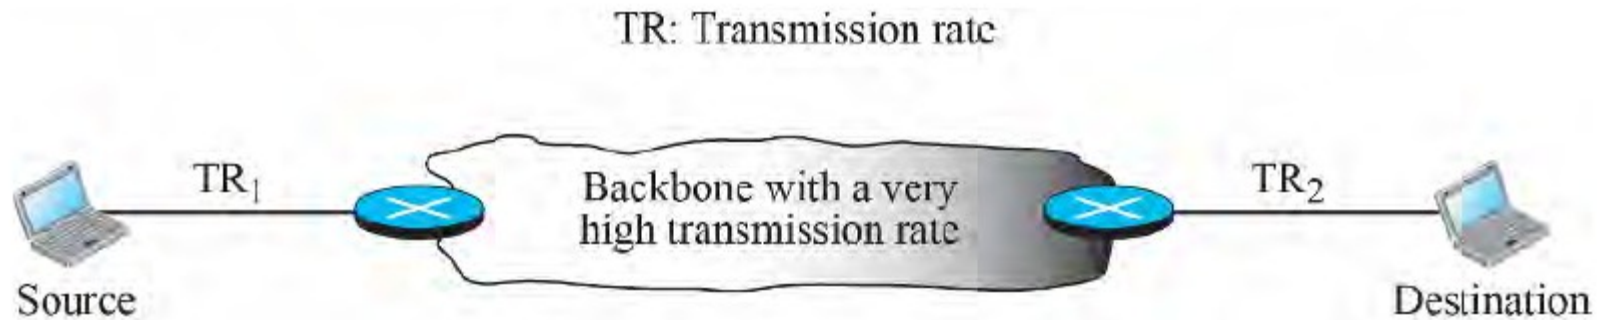 TR: Transmission rate
TR1
Backbone with a very
high transmission rate
TR2
Source
Destination